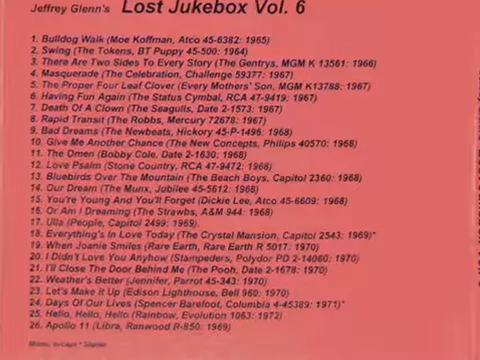 Jeffrey Glenn's Lost Jukebox Vol. 6
1. Bulldog Walk (Moe Koffman, Atco 45-6382: 1965)
2. Swing (The Tokens, BT Puppy 45-500: 1964)
3. There Are Two Sides To Every Story (The Gentrys, MGM K 13561: 1966)
4. Masquerade (The Celebration, Challenge 59377: 1967)
5. The Proper Four Leaf Clover (Every Mothers' Son, MGM K13788: 1967)
6. Having Fun Again (The Status Cymbal, RCA 47-9419: 1967)
7. Death Of A Clown (The Seagulls, Date 2-1573: 1967)
8. Rapid Transit (The Robbs, Mercury 72678: 1967)
9. Bad Dreams (The Newbeats, Hickory 45-P-1496: 1968)
10. Give Me Another Chance (The New Concepts, Philips 40570: 1968)
11. The Omen (Bobby Cole, Date 2-1630: 1968)
12. Love Psalm (Stone Country, RCA 47-9472: 1968)
13. Bluebirds Over The Mountain (The Beach Boys, Capitol 2360: 1968)
14. Our Dream (The Munx, Jubilee 45-5612: 1968)
15. You're Young And You'll Forget (Dickie Lee, Atco 45-6609: 1968)
16. Or Am I Dreaming (The Strawbs, A&M 944: 1968)
17. Ulla (People, Capitol 2499: 1969).
18. Everything's In Love Today (The Crystal Mansion, Capitol 2543: 1969)*
19. When Joanie Smiles (Rare Earth, Rare Earth R 5017: 1970)
20. I Didn't Love You Anyhow (Stampeders, Polydor PD 2-14060: 1970)
21. I'll Close The Door Behind Me (The Pooh, Date 2-1678: 1970)
22. Weather's Better (Jennifer, Parrot 45-343: 1970)
23. Let's Make It Up (Edison Lighthouse, Bell 960: 1970)
24. Days Of Our Lives (Spencer Barefoot, Columbia 4-45389: 1971)*
25. Hello, Hello, Hello (Rainbow, Evolution 1063: 1972)
26. Apollo 11 (Libra, Ranwood R-850: 1969)
Mono, except * Stereo